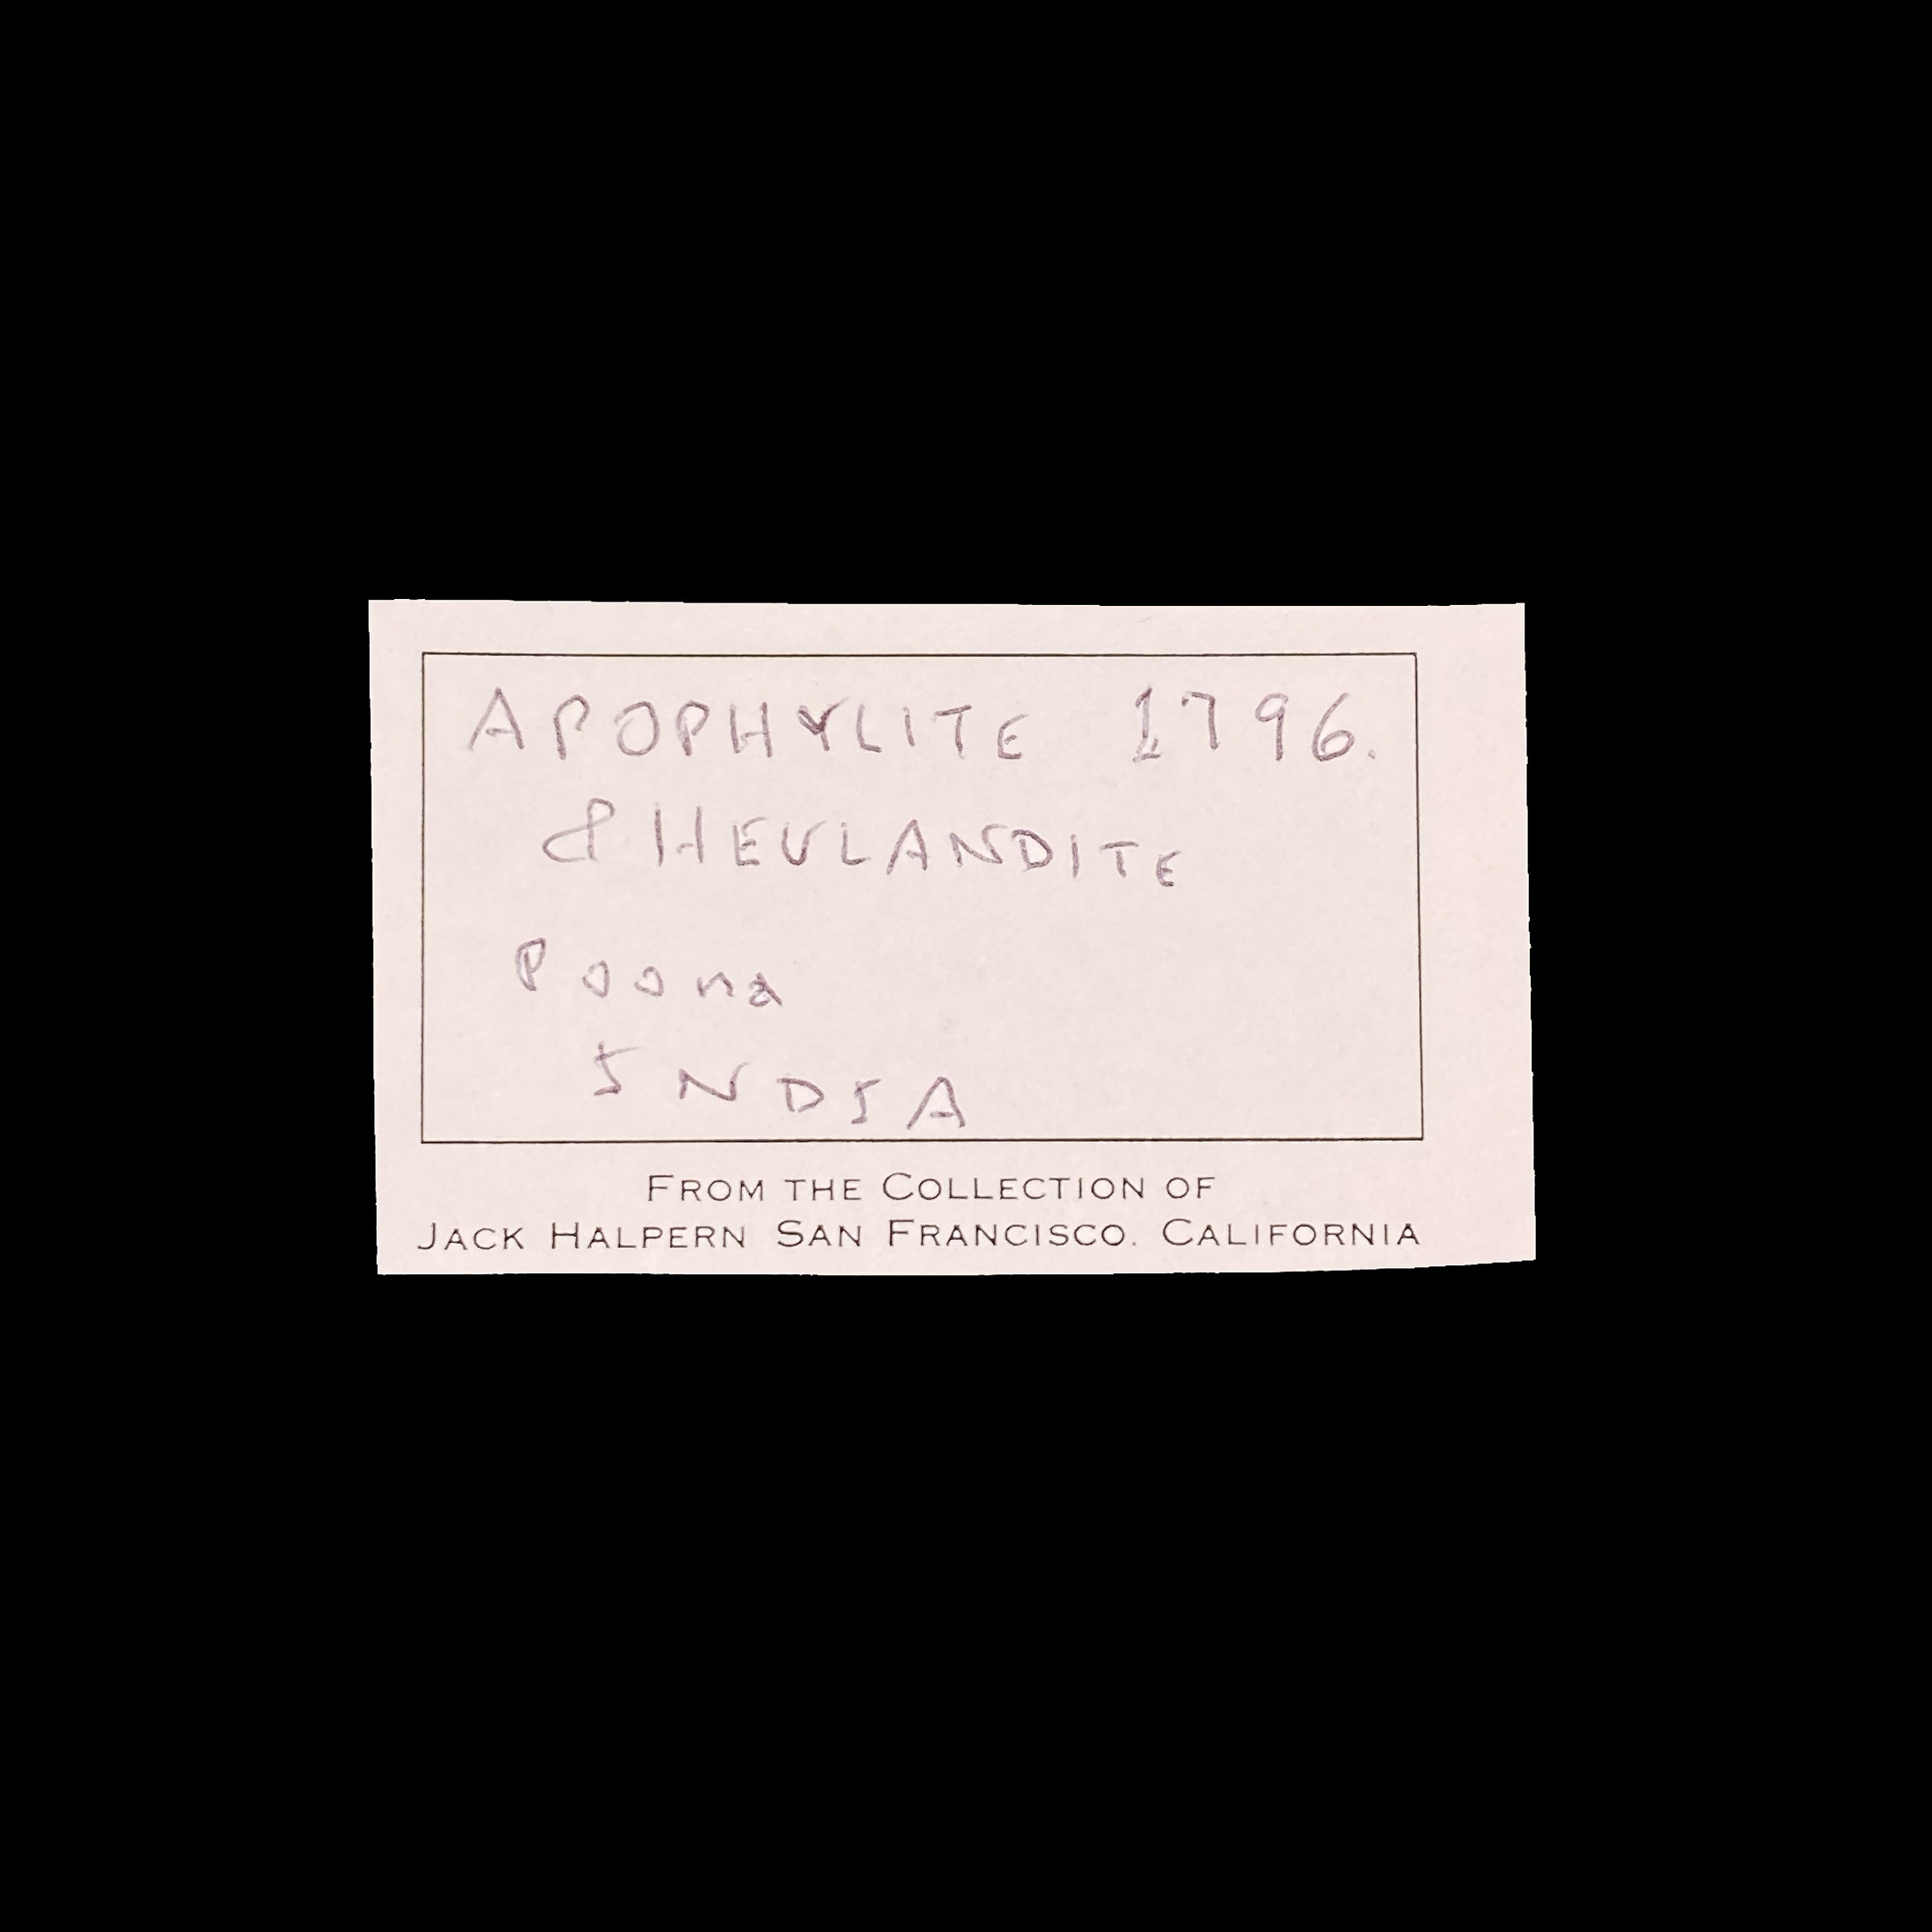 APOPHYLITE 1796.
& HEULANDITE
Poona
INDIA
FROM THE COLLECTION OF
JACK HALPERN SAN FRANCISCO. CALIFORNIA